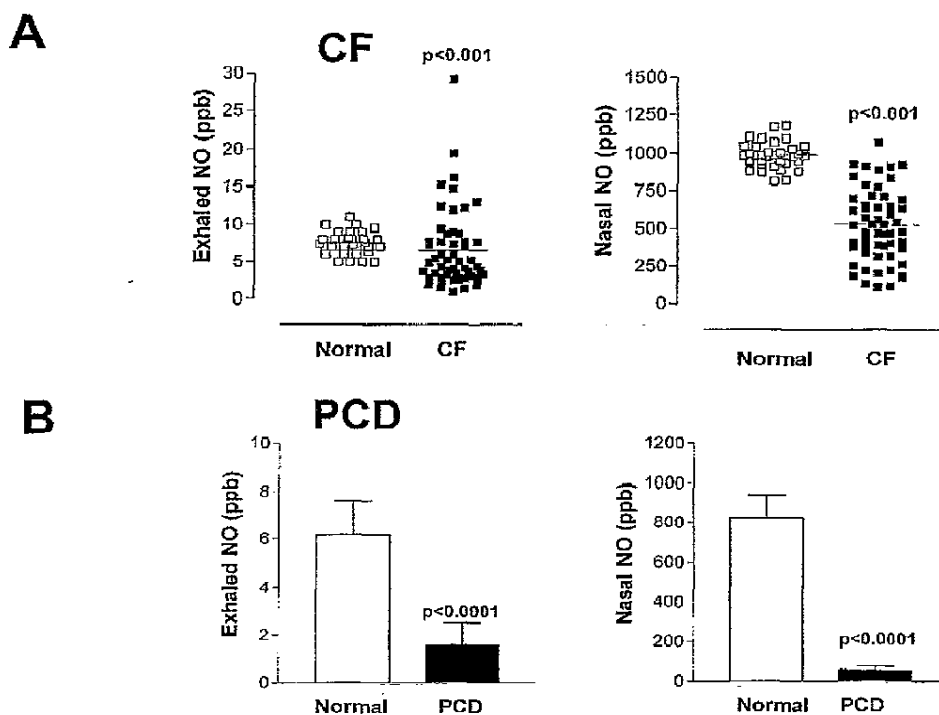 A
CF
p<0.001
Exhaled NO (ppb)
30
25
20
15
10
5
0
Normal CF
p<0.001
Nasal NO (ppb)
1500
1250
1000
750
500
250
0
Normal CF
B
PCD
Exhaled NO (ppb)
10
8
6
4
2
0
p<0.0001
Normal PCD
Nasal NO (ppb)
1200
1000
800
600
400
200
0
p<0.0001
Normal PCD